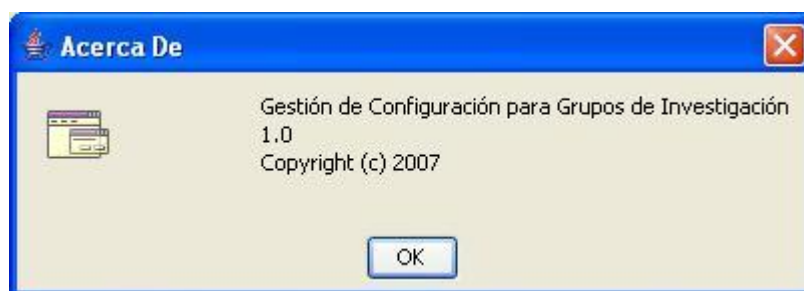 Acerca De
Gestión de Configuración para Grupos de Investigación
1.0
Copyright (c) 2007
OK